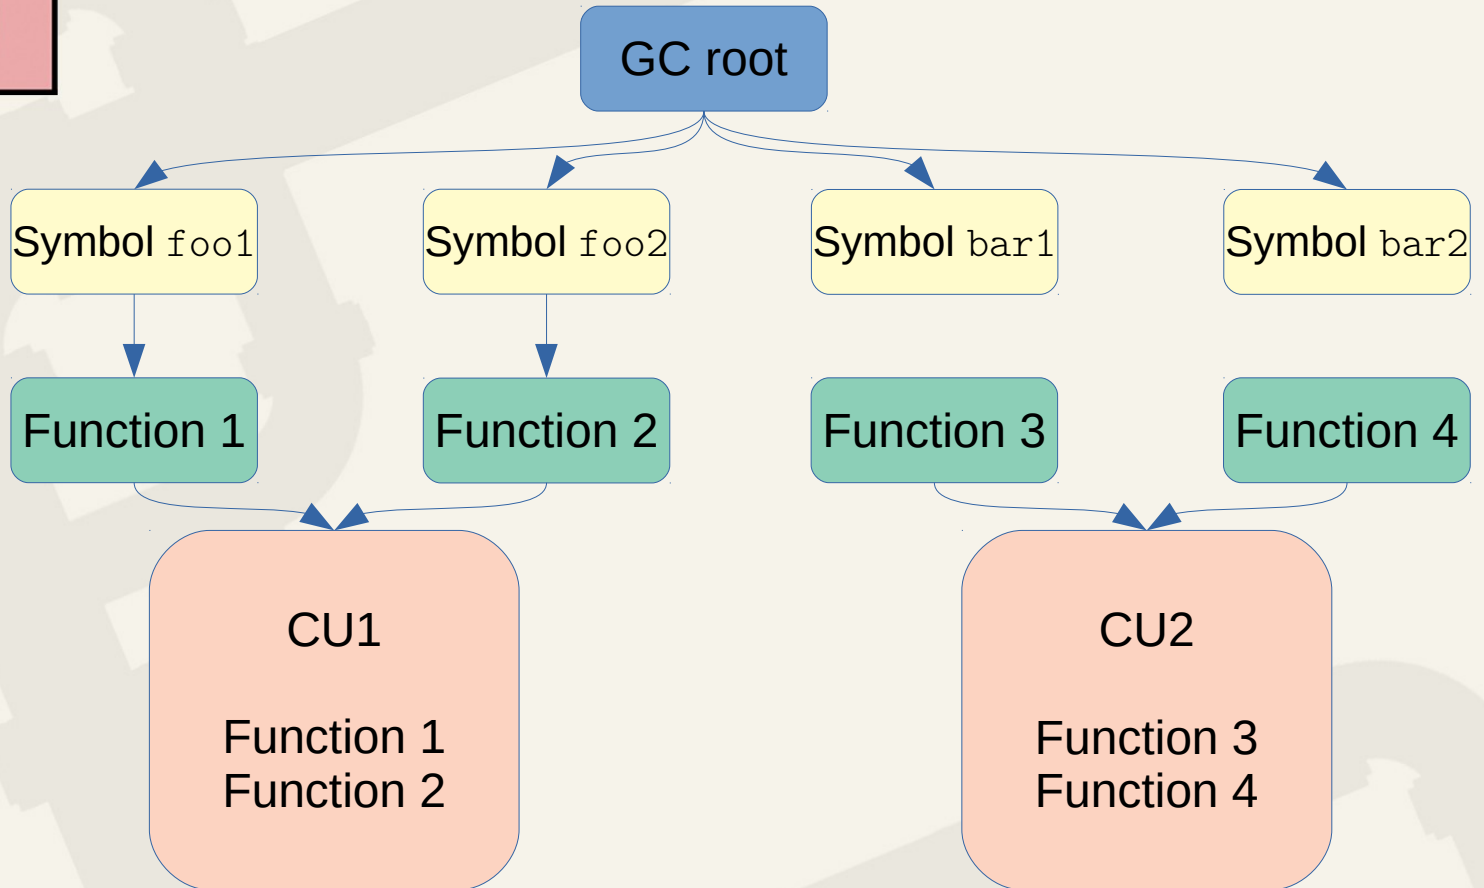 GC root
Symbol foo1
Symbol foo2
Symbol bar1
Symbol bar2
Function 1
Function 2
Function 3
Function 4
CU1
Function 1
Function 2
CU2
Function 3
Function 4